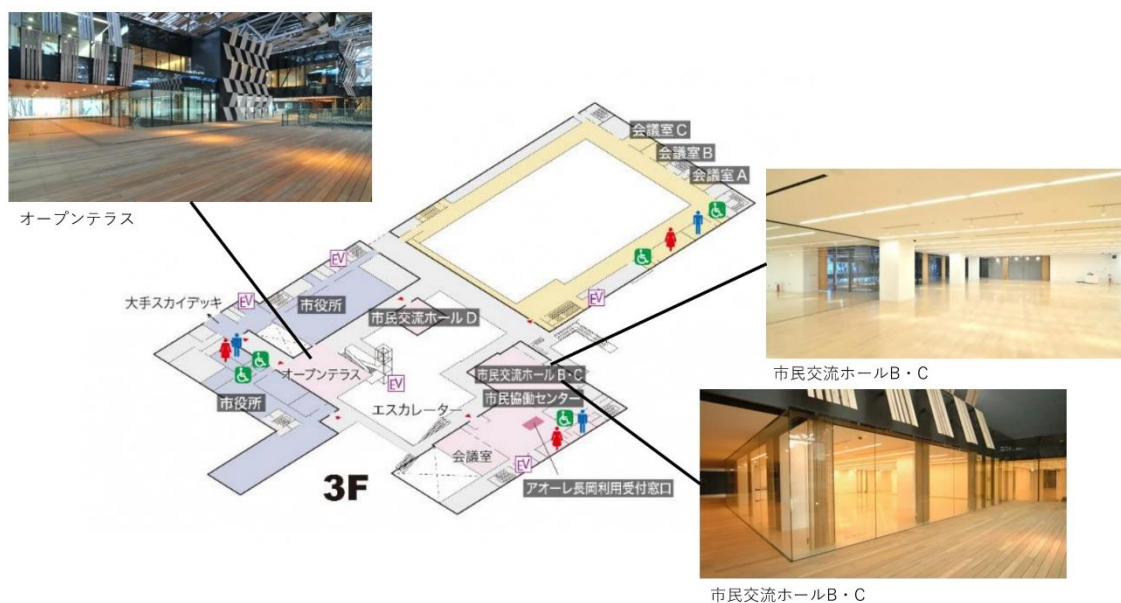 オープンテラス
会議室C
会議室B
会議室A
EV
EV
大手スカイデッキ
市役所
市民交流ホールD
EV
オープンテラス
EV
市民交流ホールB・C
市民協働センター
市役所
エスカレーター
会議室
EV
アオーレ長岡利用受付窓口
3F
市民交流ホールB・C
市民交流ホールB・C